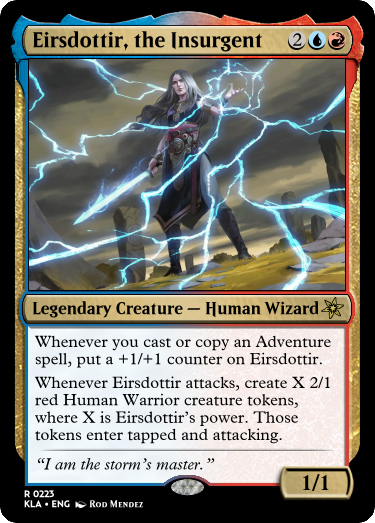 Eirsdottir, the Insurgent 2
Legendary Creature — Human Wizard
Whenever you cast or copy an Adventure
spell, put a +1/+1 counter on Eirsdottir.
Whenever Eirsdottir attacks, create X 2/1
red Human Warrior creature tokens,
where X is Eirsdottir's power. Those
tokens enter tapped and attacking.
"I am the storm's master."
1/1
R 0223
KLA • ENG Rod Mendez